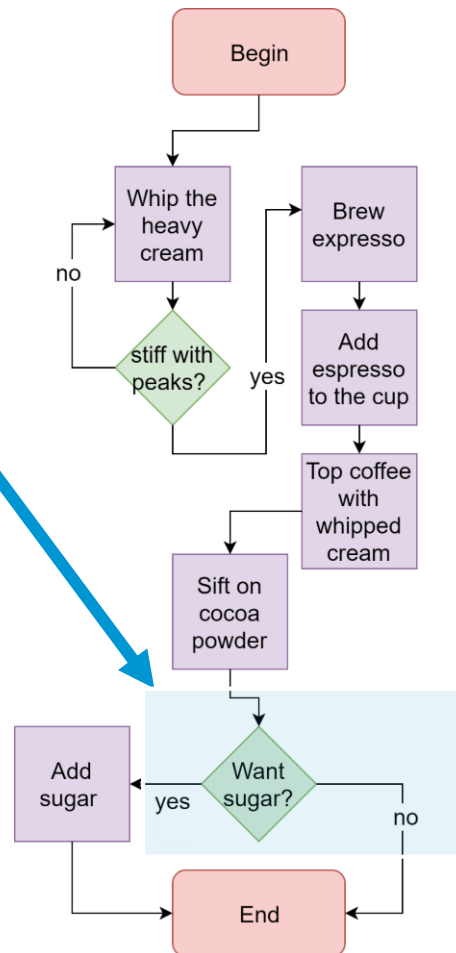 Begin
Whip the
heavy
cream
no
stiff with
peaks?
yes
Brew
expresso
Add
espresso
to the cup
Top coffee
with
whipped
cream
Sift on
cocoa
powder
Want
sugar?
yes
no
Add
sugar
End